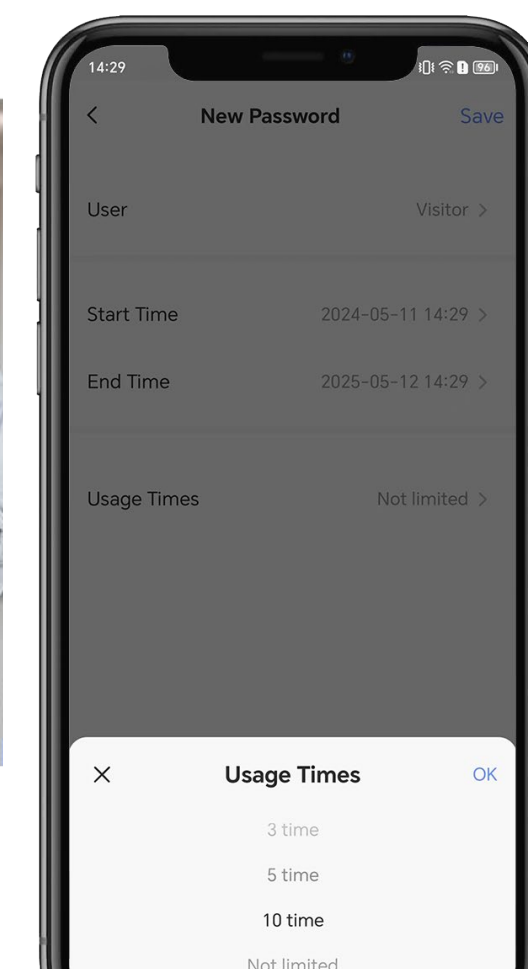 14:29 96
New Password Save
User Visitor
Start Time 2024-05-11 14:29
End Time 2025-05-12 14:29
Usage Times Not limited
Usage Times OK
3 time
5 time
10 time
Not limited